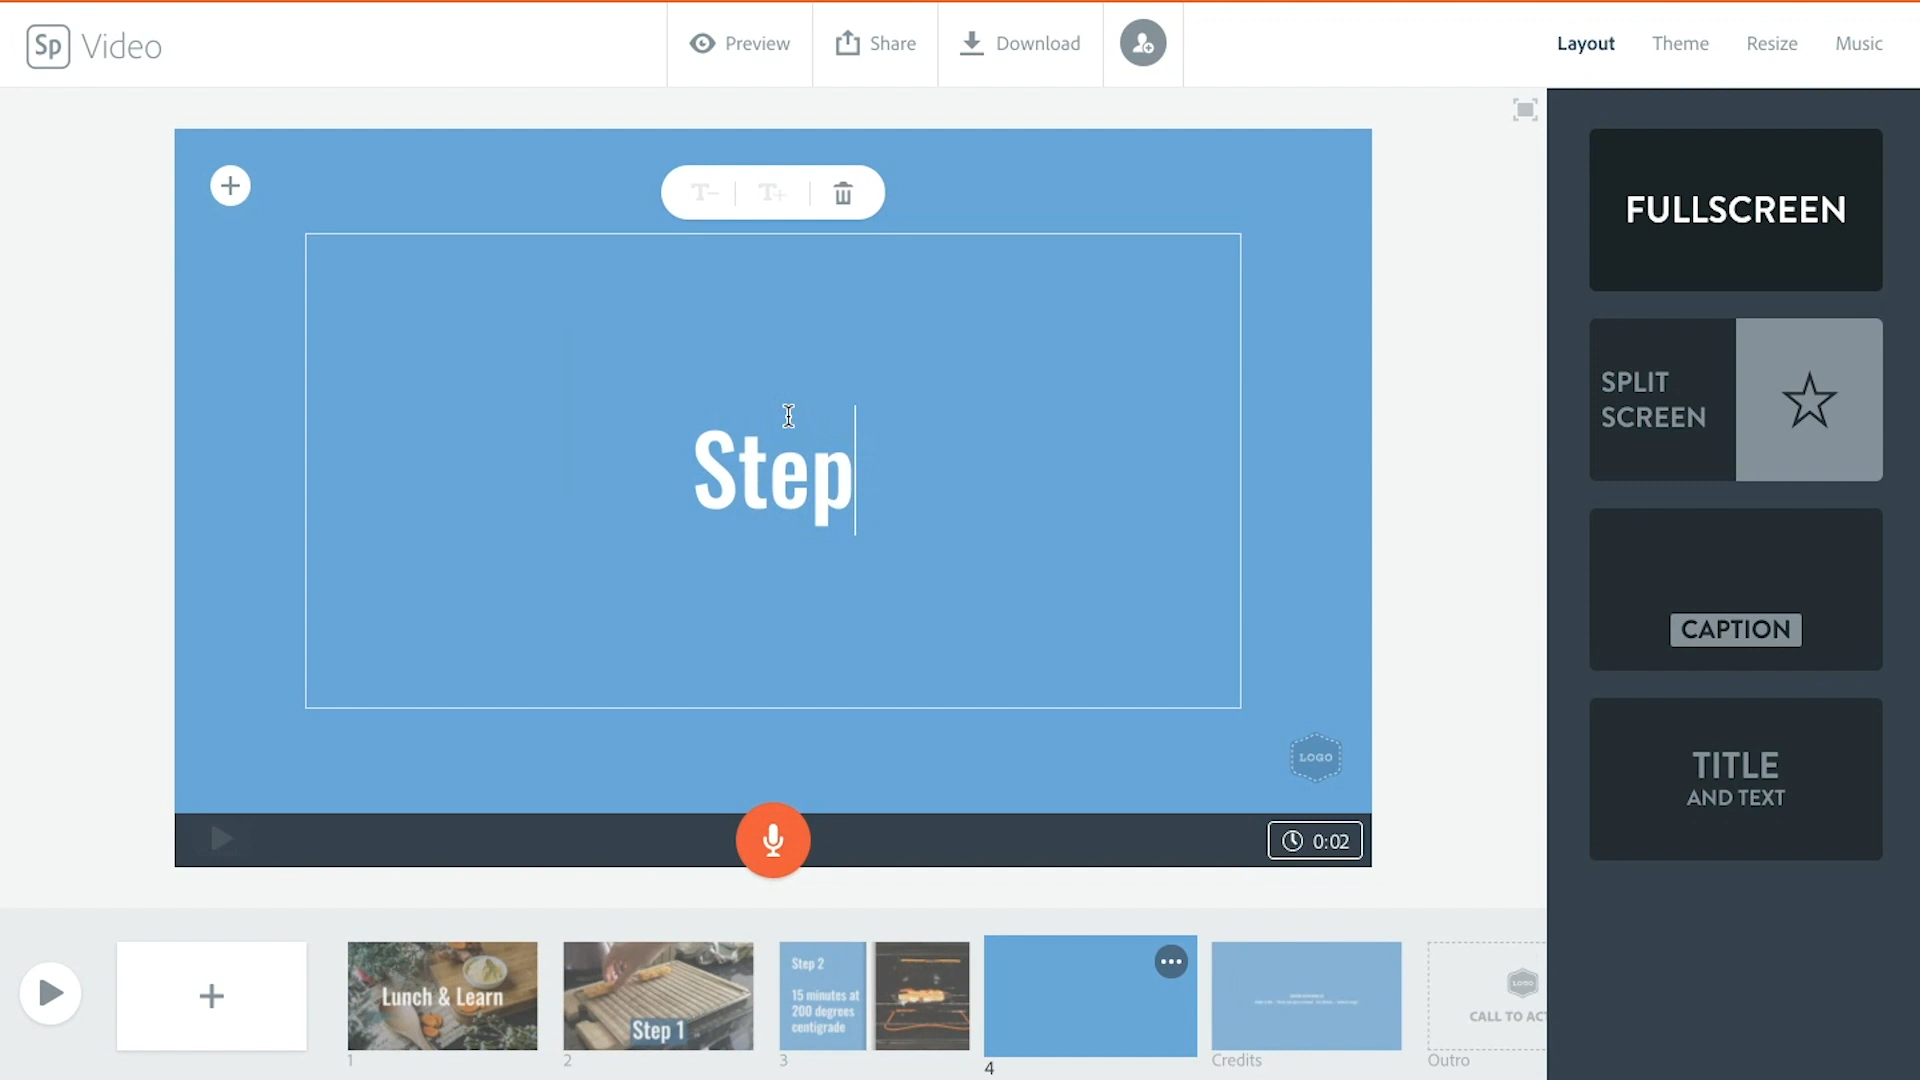 Sp Video
Preview
Share
Download
Layout
Theme
Resize
Music
T-
T+
Step
LOGO
0:02
FULLSCREEN
SPLIT
SCREEN
CAPTION
TITLE
AND TEXT
Lunch & Learn
1
Step 1
2
Step 2
15 minutes at
200 degrees
centigrade
3
4
Credits
LOGO
CALL TO ACT
Outro